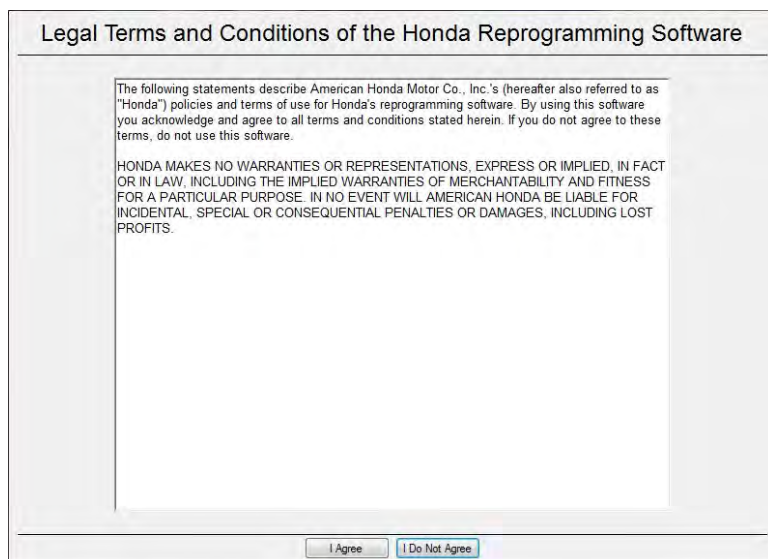 Legal Terms and Conditions of the Honda Reprogramming Software
The following statements describe American Honda Motor Co., Inc.'s (hereafter also referred to as
"Honda") policies and terms of use for Honda's reprogramming software. By using this software
you acknowledge and agree to all terms and conditions stated herein. If you do not agree to these
terms, do not use this software.
HONDA MAKES NO WARRANTIES OR REPRESENTATIONS, EXPRESS OR IMPLIED, IN FACT
OR IN LAW, INCLUDING THE IMPLIED WARRANTIES OF MERCHANTABILITY AND FITNESS
FOR A PARTICULAR PURPOSE. IN NO EVENT WILL AMERICAN HONDA BE LIABLE FOR
INCIDENTAL, SPECIAL OR CONSEQUENTIAL PENALTIES OR DAMAGES, INCLUDING LOST
PROFITS.
I Agree I Do Not Agree